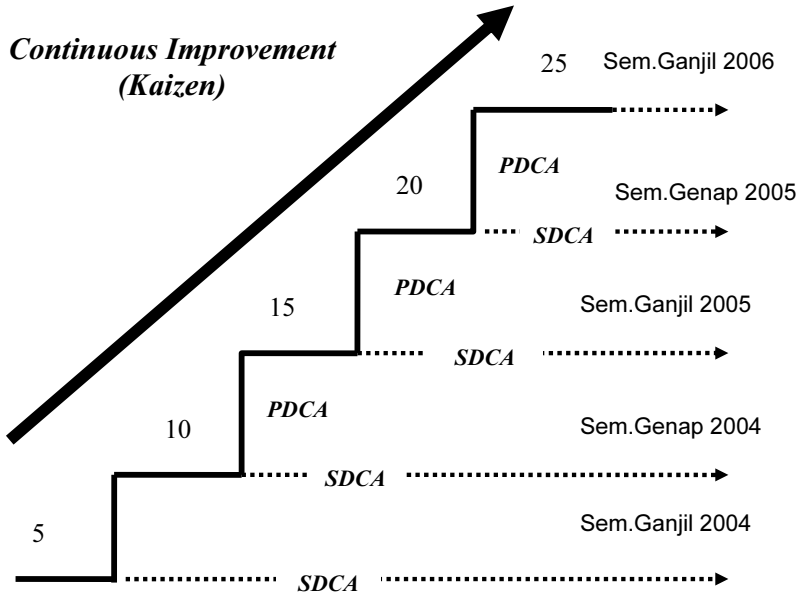 Continuous Improvement
(Kaizen)
25
Sem.Ganjil 2006
PDCA
20
Sem.Genap 2005
SDCA
PDCA
15
Sem.Ganjil 2005
SDCA
PDCA
10
Sem.Genap 2004
SDCA
5
Sem.Ganjil 2004
SDCA